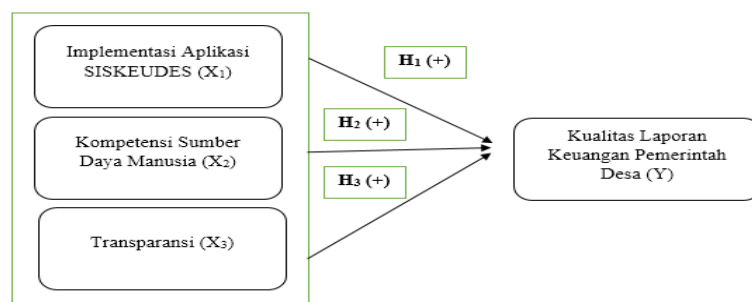 Implementasi Aplikasi
SISKEUDES (X₁)
H₁ (+)
H₂ (+)
Kompetensi Sumber
Daya Manusia (X₂)
Kualitas Laporan
Keuangan Pemerintah
Desa (Y)
H₃ (+)
Transparansi (X₃)